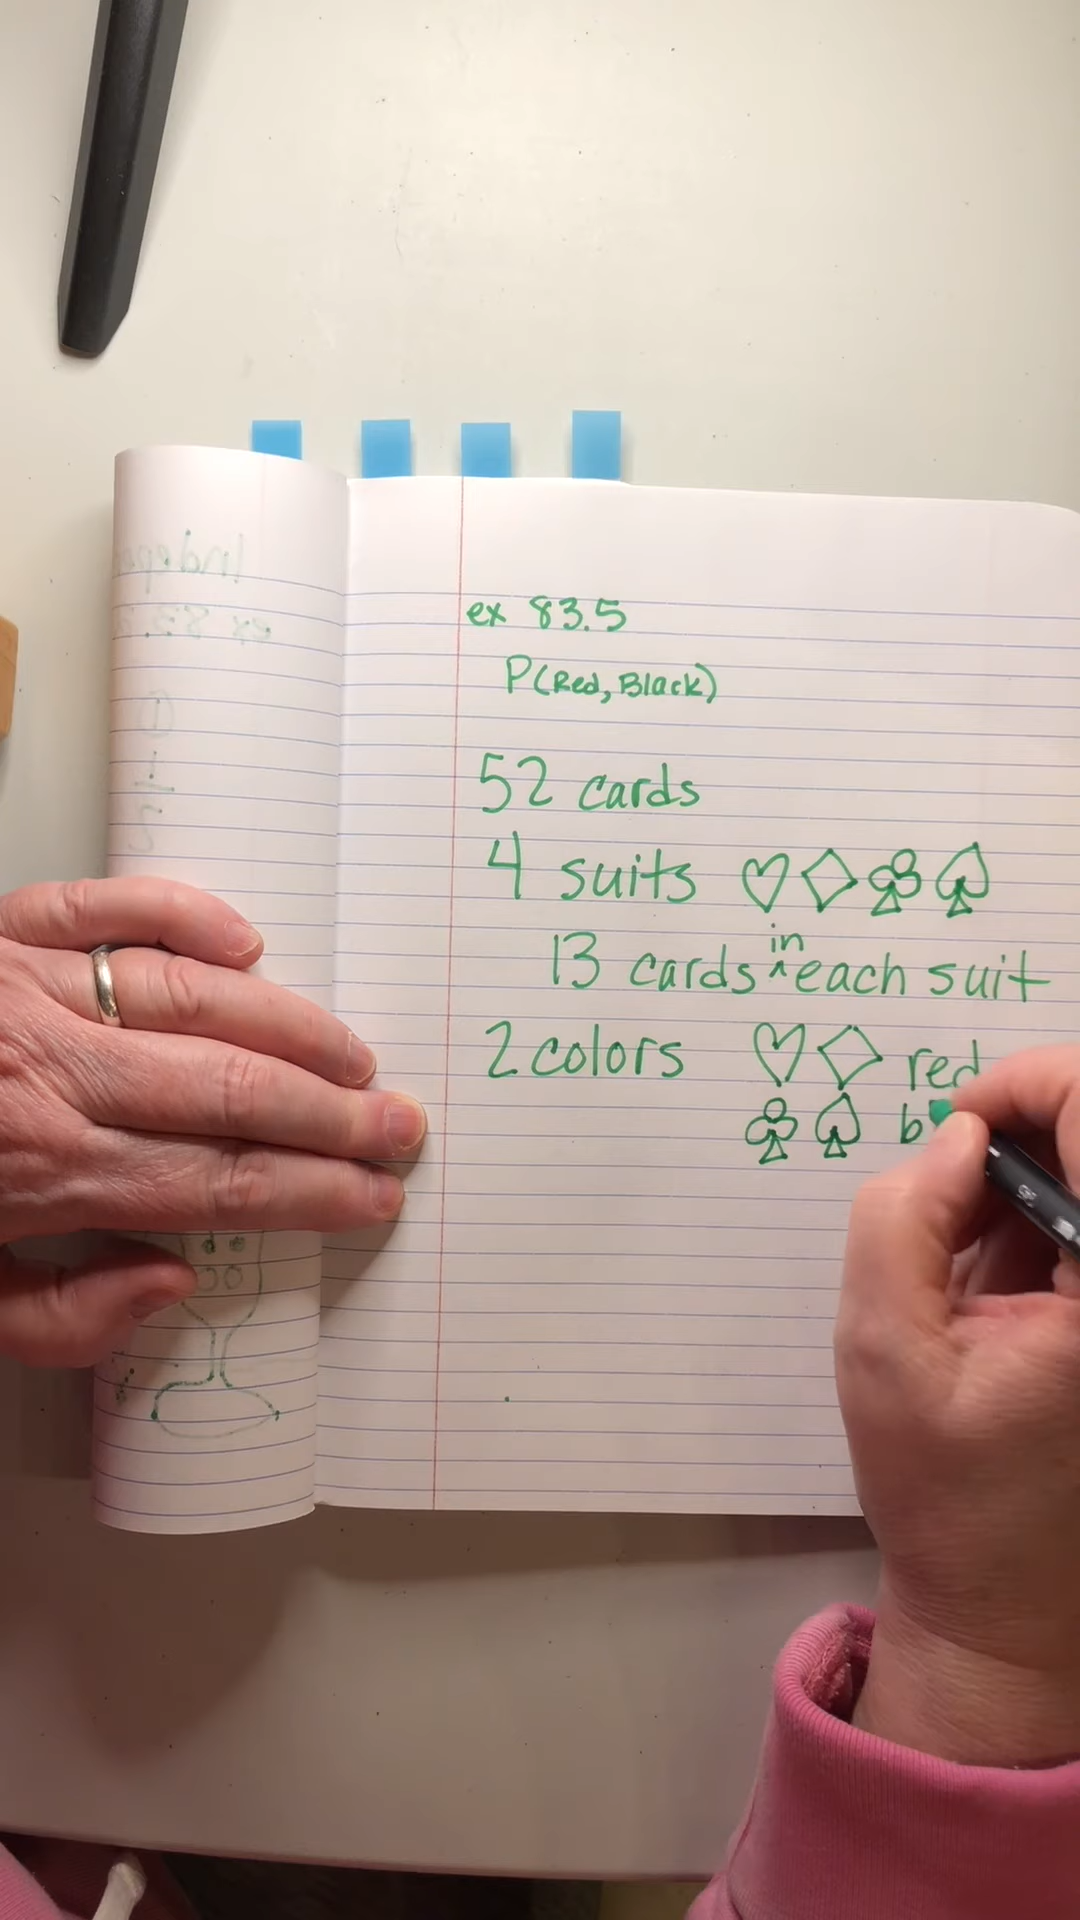 ex 83.5
P(Red, Black)
52 cards
4 suits ♡♢♧♤
13 cards in each suit
2 colors ♡♢ red
♧♤ b